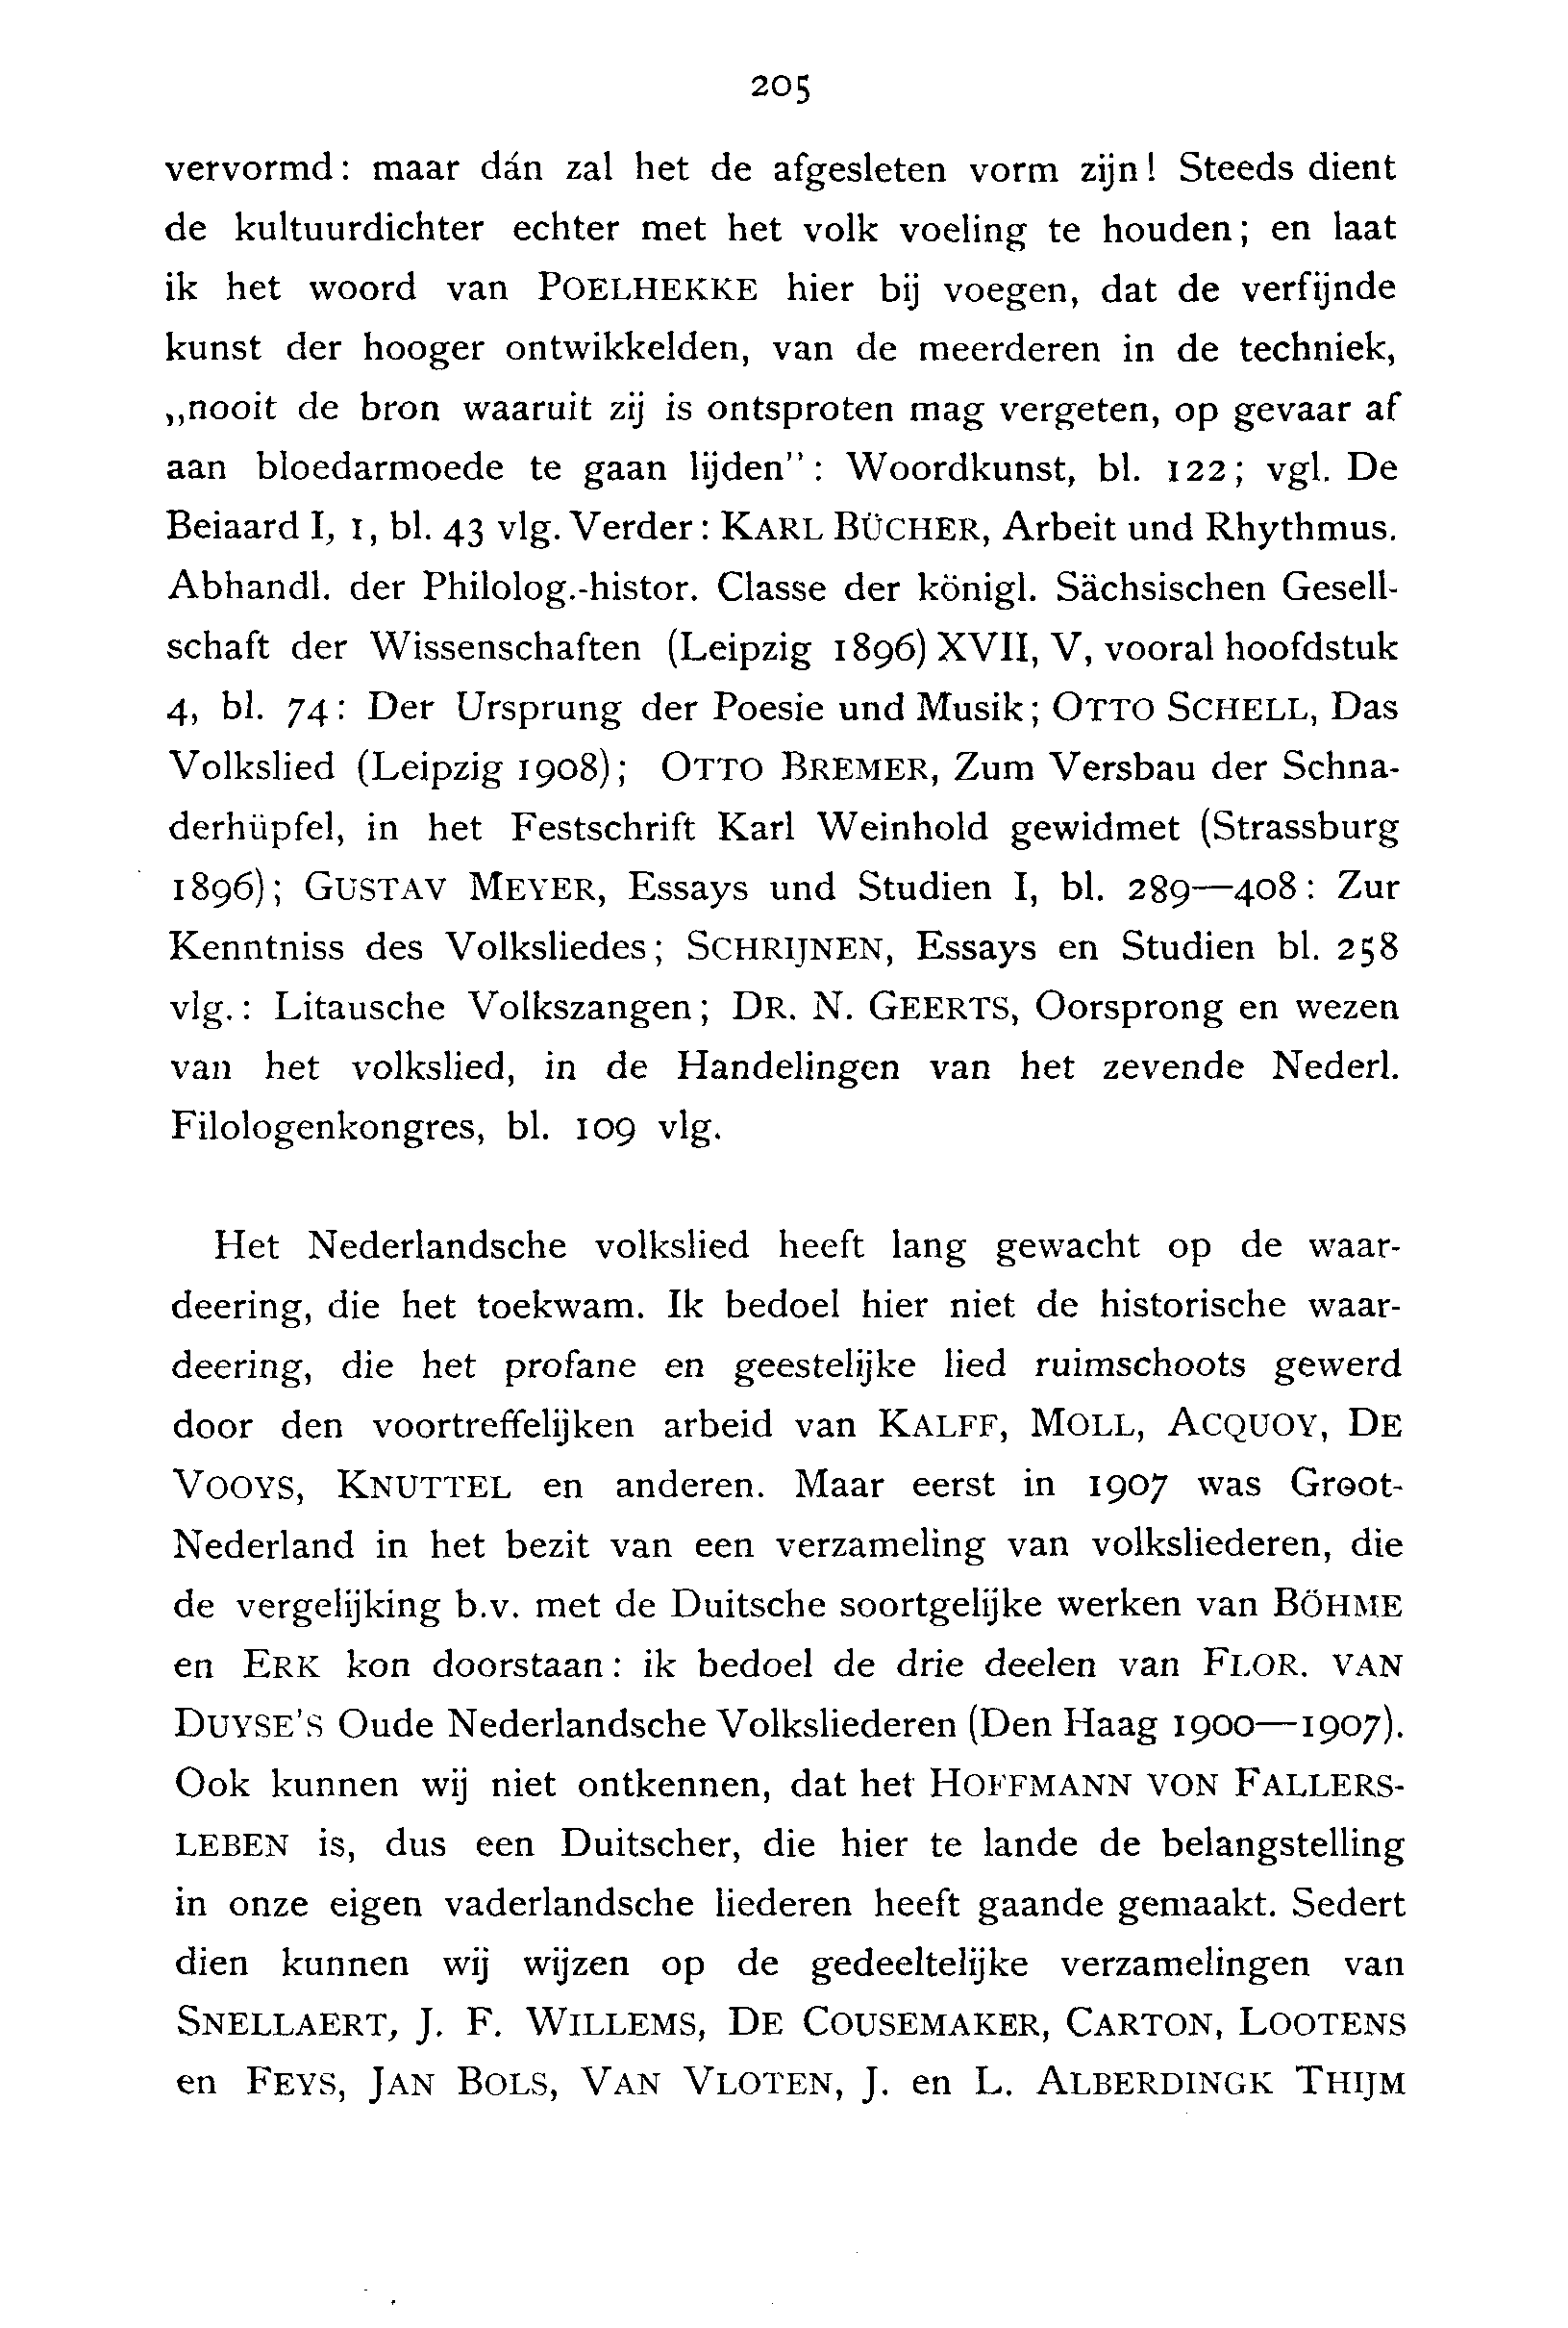 205
vervormd: maar dán zal het de afgesleten vorm zijn! Steeds dient
de kultuurdichter echter met het volk voeling te houden; en laat
ik het woord van POELHEKKE hier bij voegen, dat de verfijnde
kunst der hooger ontwikkelden, van de meerderen in de techniek,
„nooit de bron waaruit zij is ontsproten mag vergeten, op gevaar af
aan bloedarmoede te gaan lijden”: Woordkunst, bl. 122; vgl. De
Beiaard I, 1, bl. 43 vlg. Verder: KARL BÜCHER, Arbeit und Rhythmus.
Abhandl. der Philolog.-histor. Classe der königl. Sächsischen Gesell-
schaft der Wissenschaften (Leipzig 1896) XVII, V, vooral hoofdstuk
4, bl. 74: Der Ursprung der Poesie und Musik; OTTO SCHELL, Das
Volkslied (Leipzig 1908); OTTO BREMER, Zum Versbau der Schna-
derhüpfel, in het Festschrift Karl Weinhold gewidmet (Strassburg
1896); GUSTAV MEYER, Essays und Studien I, bl. 289—408: Zur
Kenntniss des Volksliedes; SCHRIJNEN, Essays en Studien bl. 258
vlg.: Litausche Volkszangen; DR. N. GEERTS, Oorsprong en wezen
van het volkslied, in de Handelingen van het zevende Nederl.
Filologenkongres, bl. 109 vlg.
Het Nederlandsche volkslied heeft lang gewacht op de waar-
deering, die het toekwam. Ik bedoel hier niet de historische waar-
deering, die het profane en geestelijke lied ruimschoots gewerd
door den voortreffelijken arbeid van KALFF, MOLL, ACQUOY, DE
VOOYS, KNUTTEL en anderen. Maar eerst in 1907 was Groot-
Nederland in het bezit van een verzameling van volksliederen, die
de vergelijking b.v. met de Duitsche soortgelijke werken van BÖHME
en ERK kon doorstaan: ik bedoel de drie deelen van FLOR. VAN
DUYSE'S Oude Nederlandsche Volksliederen (Den Haag 1900—1907).
Ook kunnen wij niet ontkennen, dat het HOFFMANN VON FALLERS-
LEBEN is, dus een Duitscher, die hier te lande de belangstelling
in onze eigen vaderlandsche liederen heeft gaande gemaakt. Sedert
dien kunnen wij wijzen op de gedeeltelijke verzamelingen van
SNELLAERT, J. F. WILLEMS, DE COUSEMAKER, CARTON, LOOTENS
en FEYS, JAN BOLS, VAN VLOTEN, J. en L. ALBERDINGK THIJM